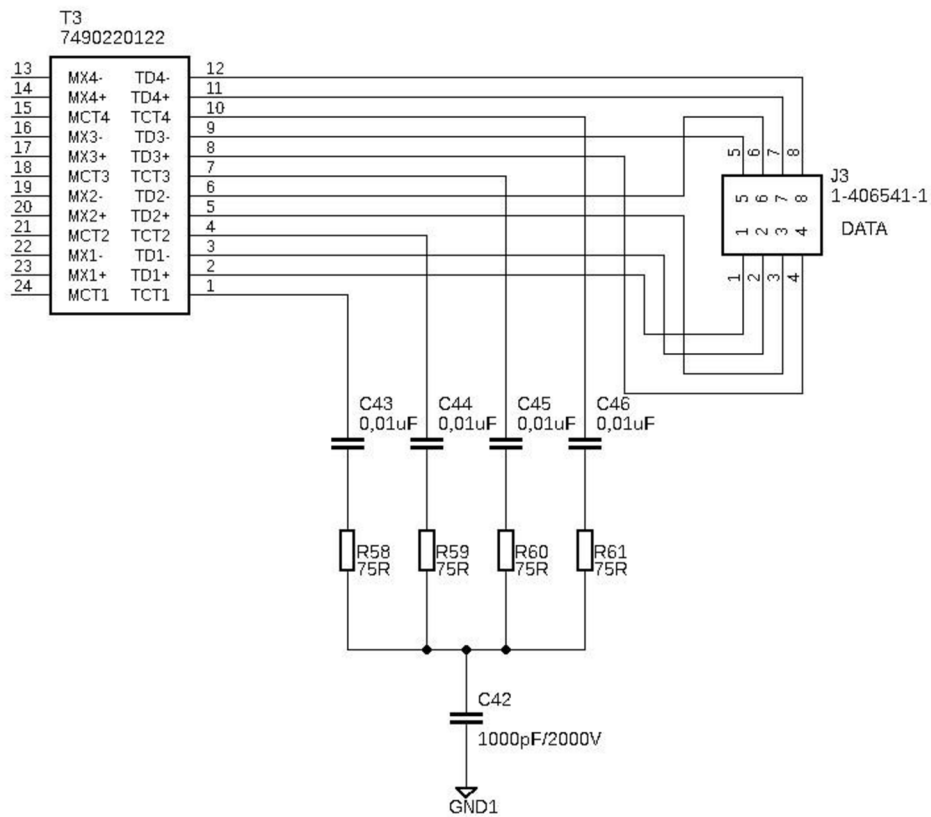 T3
7490220122
13 MX4- TD4- 12
14 MX4+ TD4+ 11
15 MCT4 TCT4 10
16 MX3- TD3- 9
17 MX3+ TD3+ 8
18 MCT3 TCT3 7
19 MX2- TD2- 6
20 MX2+ TD2+ 5
21 MCT2 TCT2 4
22 MX1- TD1- 3
23 MX1+ TD1+ 2
24 MCT1 TCT1 1
5 6 7 8
J3
1-406541-1
5 6 7 8
DATA
1 2 3 4
1 2 3 4
C43 C44 C45 C46
0,01uF 0,01uF 0,01uF 0,01uF
R58 R59 R60 R61
75R 75R 75R 75R
C42
1000pF/2000V
GND1